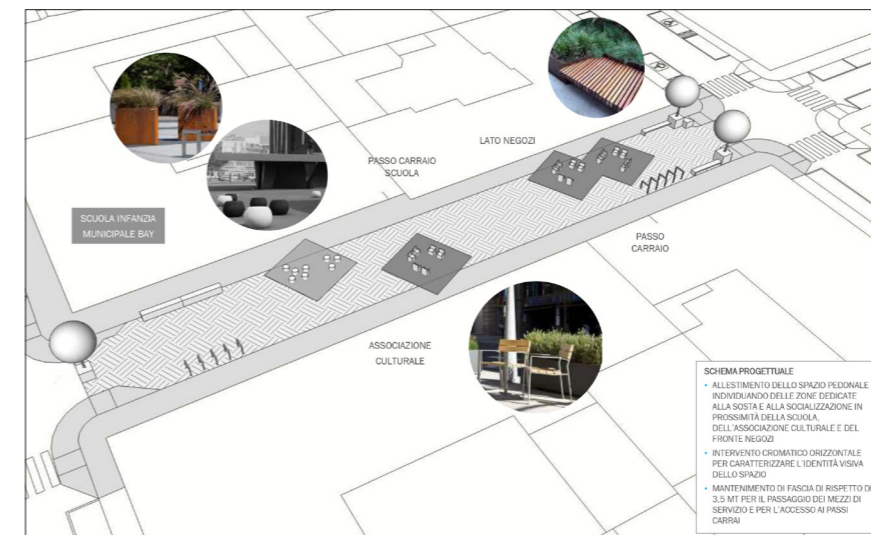 LATO NEGOZI
PASSO CARRAIO
SCUOLA
SCUOLA INFANZIA
MUNICIPALE BAY
PASSO
CARRAIO
ASSOCIAZIONE
CULTURALE
SCHEMA PROGETTUALE
• ALLESTIMENTO DELLO SPAZIO PEDONALE
INDIVIDUANDO DELLE ZONE DEDICATE
ALLA SOSTA E ALLA SOCIALIZZAZIONE IN
PROSSIMITÀ DELLA SCUOLA,
DELL'ASSOCIAZIONE CULTURALE E DEL
FRONTE NEGOZI
• INTERVENTO CROMATICO ORIZZONTALE
PER CARATTERIZZARE L'IDENTITÀ VISIVA
DELLO SPAZIO
• MANTENIMENTO DI FASCIA DI RISPETTO DI
3,5 MT PER IL PASSAGGIO DEI MEZZI DI
SERVIZIO E PER L'ACCESSO AI PASSI
CARRAI